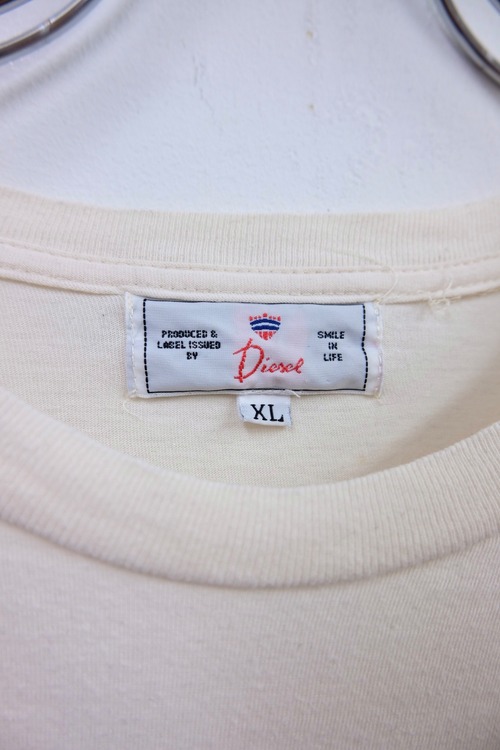 PRODUCED &
LABEL ISSUED
BY
Diesel
SMILE
IN
LIFE
XL